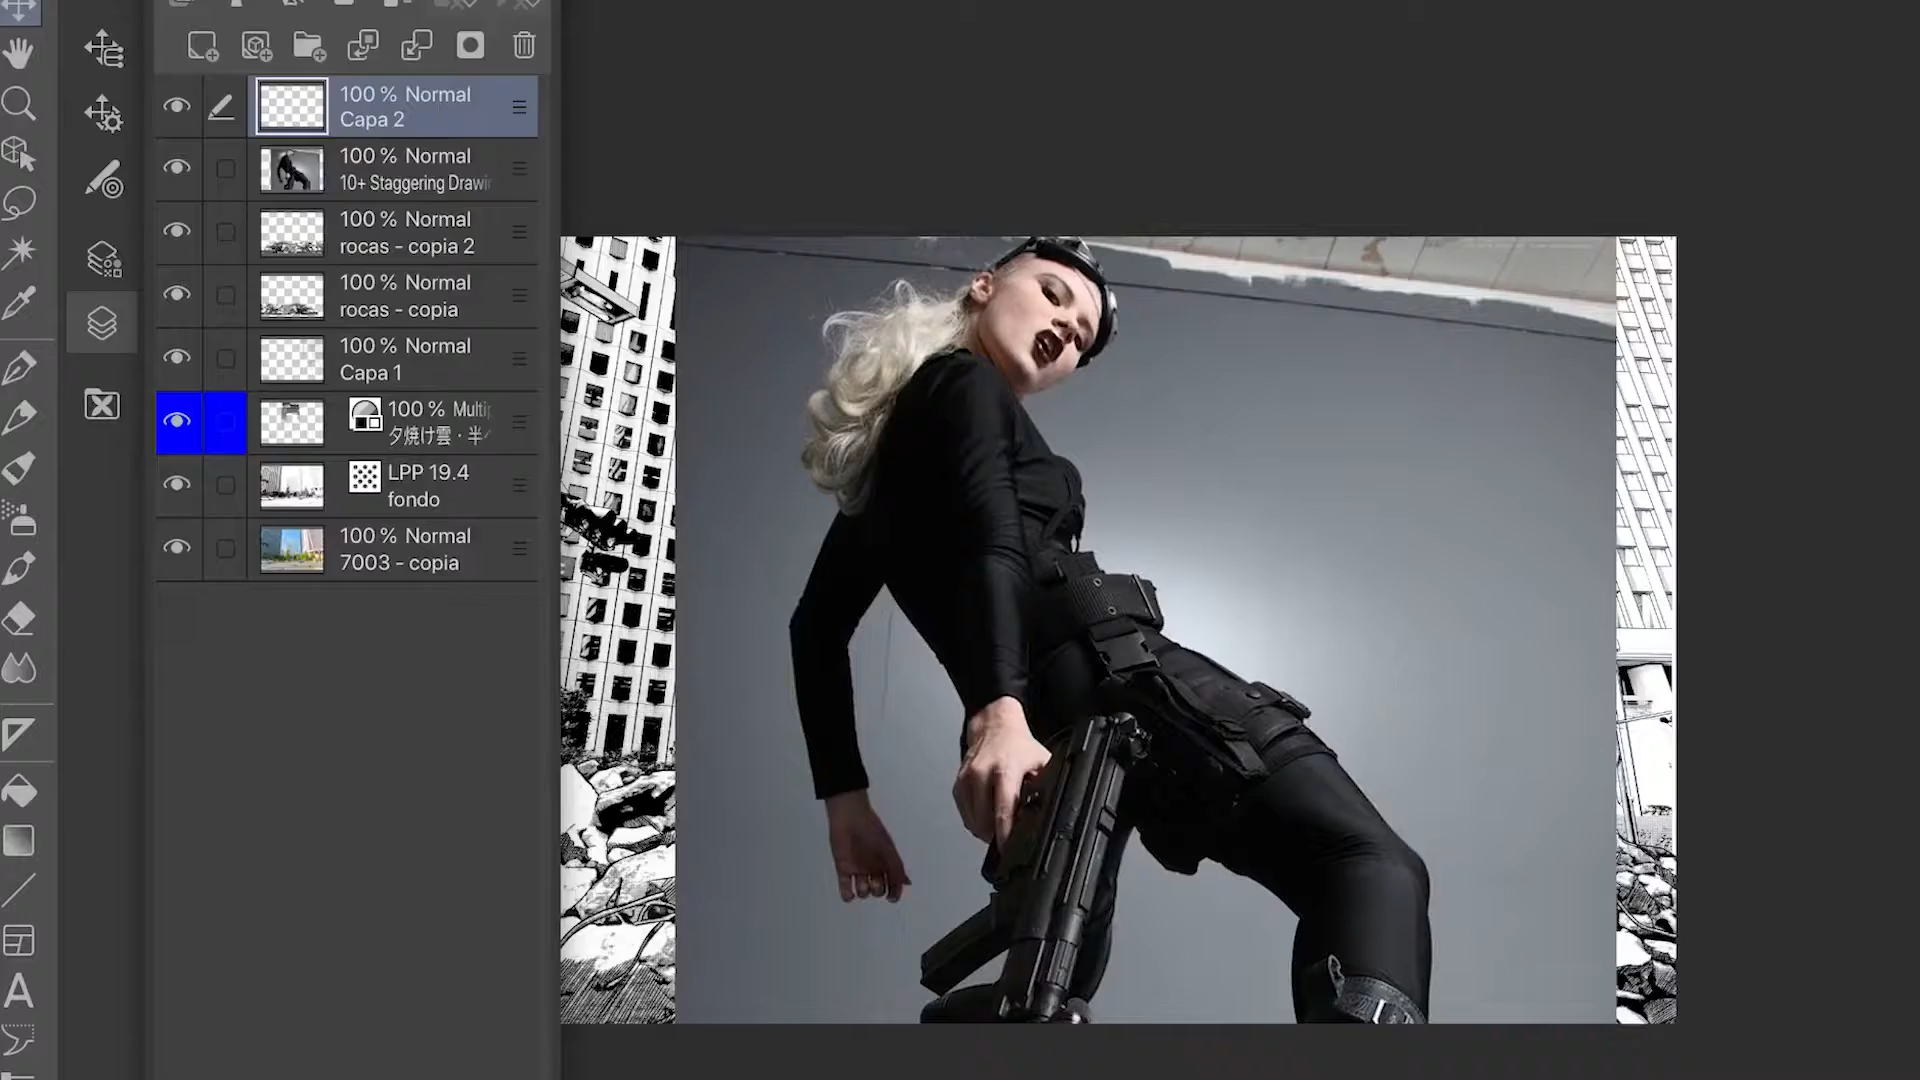 100 % Normal
Capa 2
100 % Normal
10+ Staggering Drawi
100 % Normal
rocas - copia 2
100 % Normal
rocas - copia
100 % Normal
Capa 1
100 % Multi
夕焼け雲・半
LPP 19.4
fondo
100 % Normal
7003 - copia
A